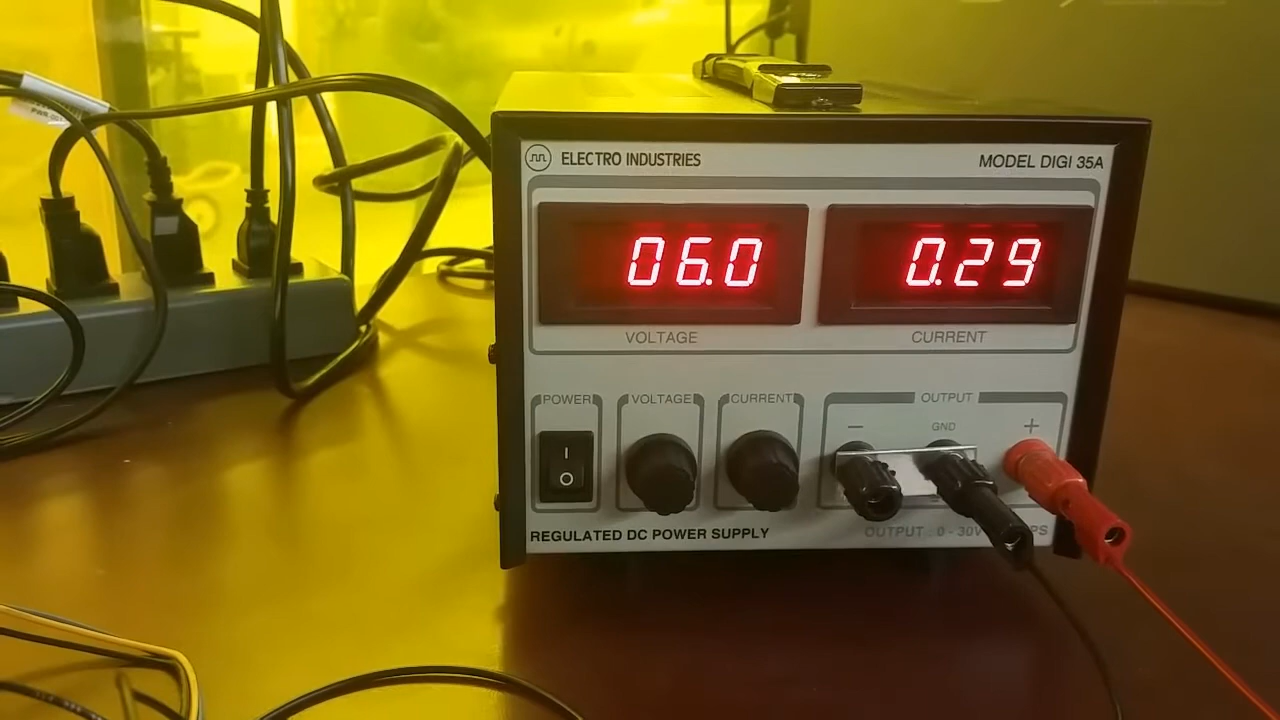 ELECTRO INDUSTRIES
MODEL DIGI 35A
06.0
0.29
VOLTAGE
CURRENT
POWER
VOLTAGE
CURRENT
OUTPUT
−
GND
+
REGULATED DC POWER SUPPLY
OUTPUT : 0 - 30V